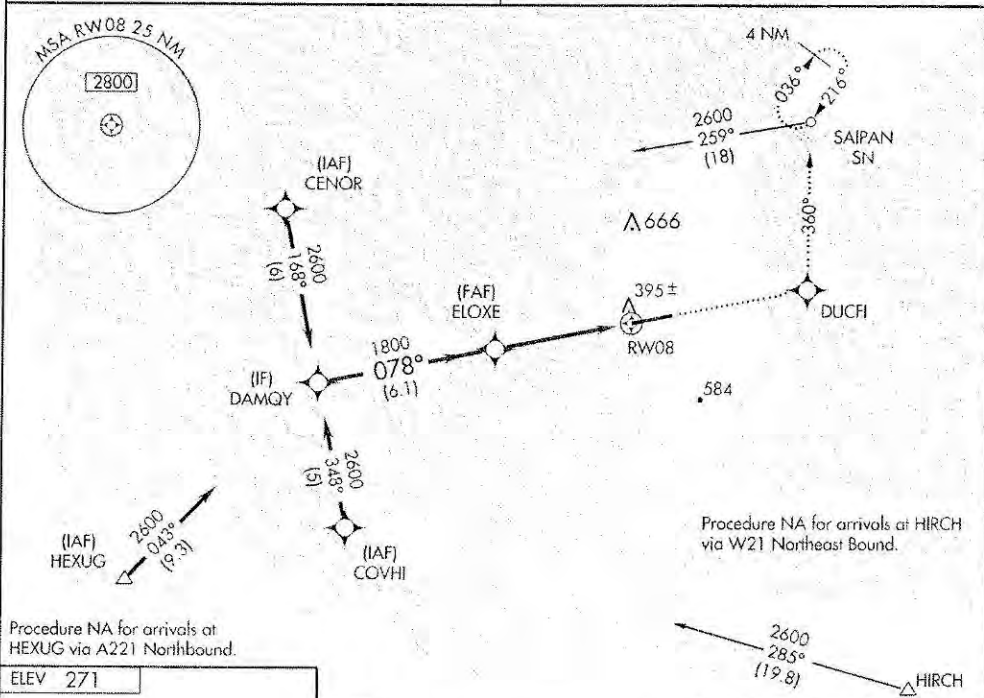 MSA RW08 25 NM
2800
4 NM
036°
216°
2600
259°
(18)
SAIPAN
SN
(IAF)
CENOR
2600
168°
(6)
666
360°
(FAF)
ELOXE
395±
DUCFI
RW08
1800
078°
(6.1)
(IF)
DAMQY
584
2600
348°
(5)
2600
043°
(9.3)
(IAF)
HEXUG
(IAF)
COVHI
Procedure NA for arrivals at HIRCH
via W21 Northeast Bound.
Procedure NA for arrivals at
HEXUG via A221 Northbound.
2600
285°
(19.8)
HIRCH
ELEV 271